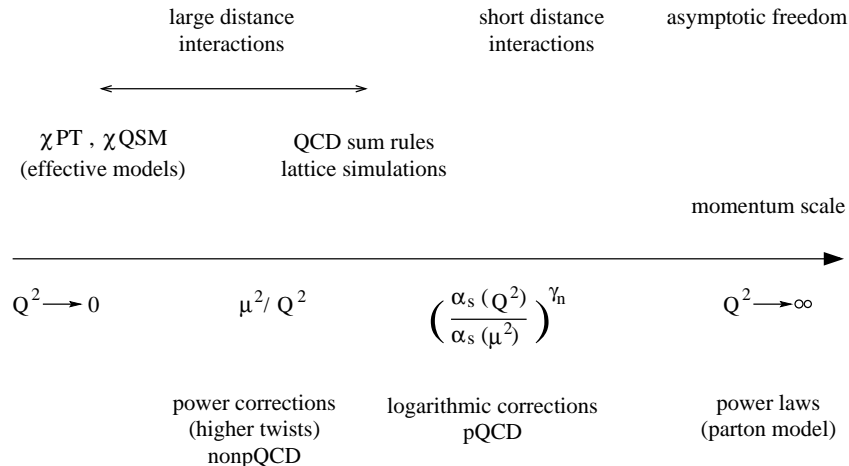 large distance
interactions
short distance
interactions
asymptotic freedom
χPT , χQSM
(effective models)
QCD sum rules
lattice simulations
momentum scale
Q² → 0
μ²/ Q²
( αs (Q²) / αs (μ²) )^γn
Q² → ∞
power corrections
(higher twists)
nonpQCD
logarithmic corrections
pQCD
power laws
(parton model)